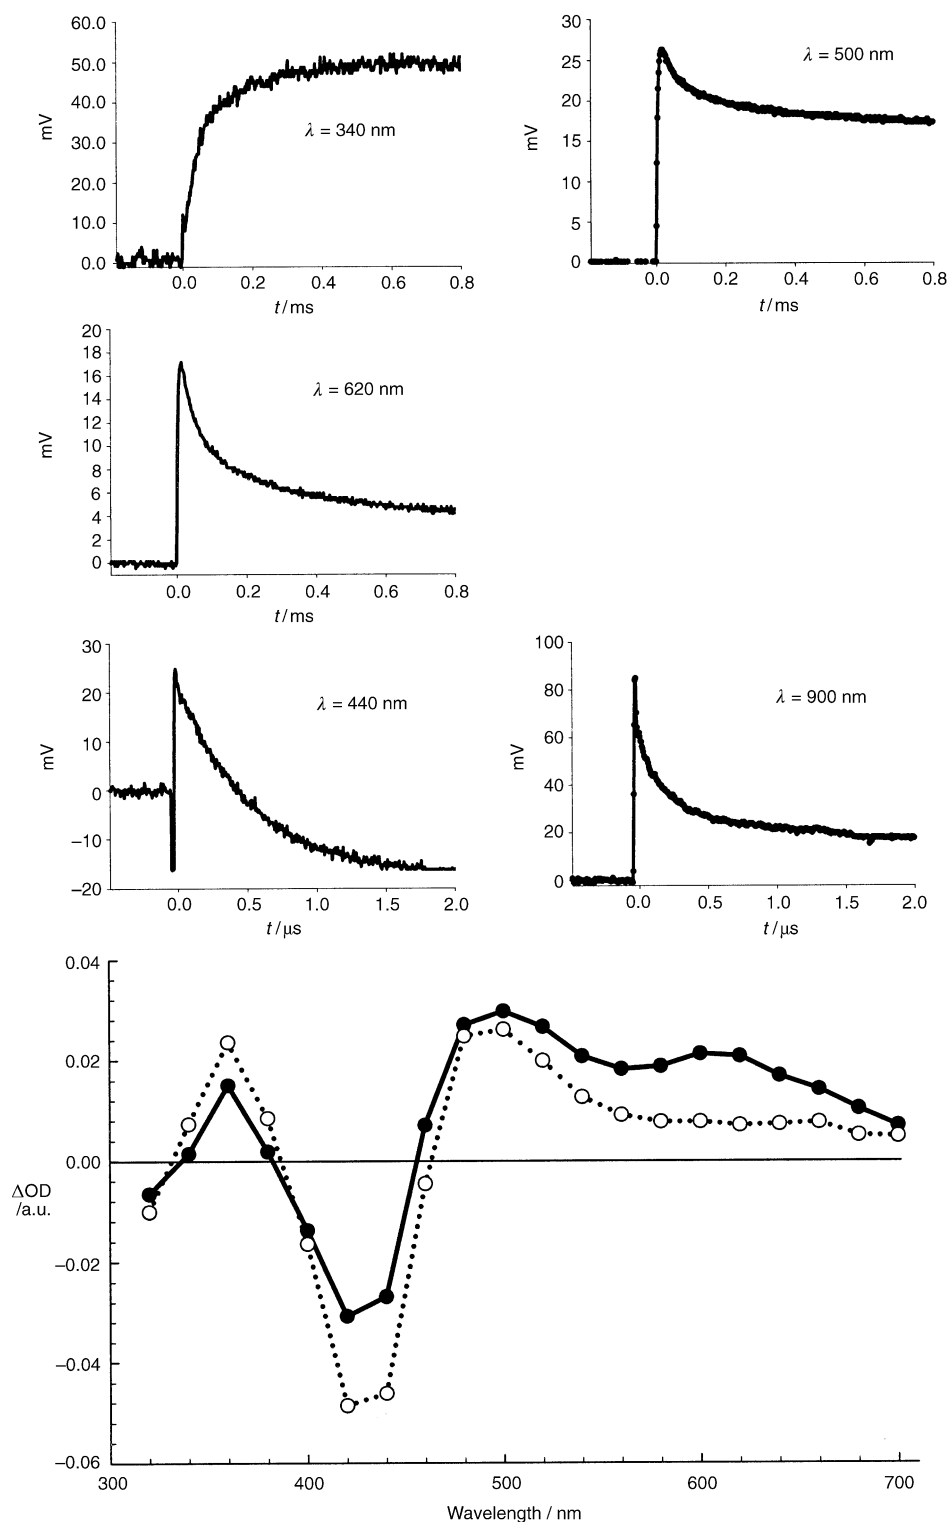 60.0
50.0
40.0
30.0
20.0
10.0
0.0
mV
λ = 340 nm
0.0 0.2 0.4 0.6 0.8
t / ms
30
25
20
15
10
5
0
mV
λ = 500 nm
0.0 0.2 0.4 0.6 0.8
t / ms
20
18
16
14
12
10
8
6
4
2
0
mV
λ = 620 nm
0.0 0.2 0.4 0.6 0.8
t / ms
30
20
10
0
−10
−20
mV
λ = 440 nm
0.0 0.5 1.0 1.5 2.0
t / μs
100
80
60
40
20
0
mV
λ = 900 nm
0.0 0.5 1.0 1.5 2.0
t / μs
0.04
0.02
0.00
ΔOD
/a.u.
−0.02
−0.04
−0.06
300 400 500 600 700
Wavelength / nm